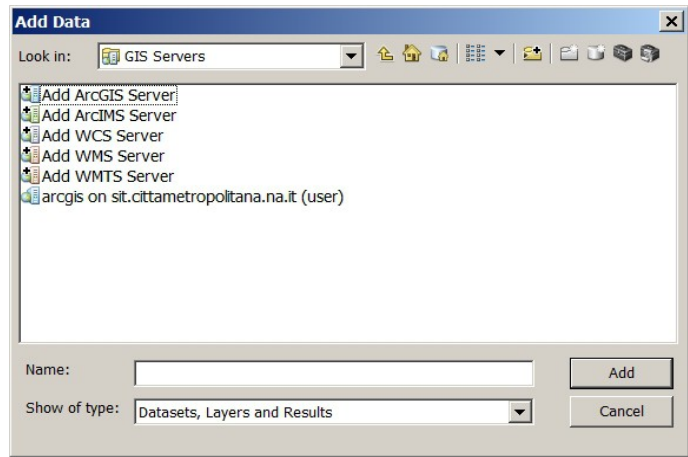 Add Data
Look in: GIS Servers
Add ArcGIS Server
Add ArcIMS Server
Add WCS Server
Add WMS Server
Add WMTS Server
arcgis on sit.cittametropolitana.na.it (user)
Name: Add
Show of type: Datasets, Layers and Results Cancel